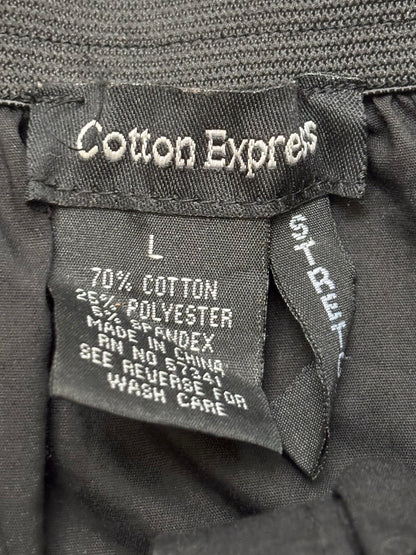 Cotton Express
L
70% COTTON
25% POLYESTER
5% SPANDEX
MADE IN CHINA
RN NO 57341
SEE REVERSE FOR
WASH CARE
STRET